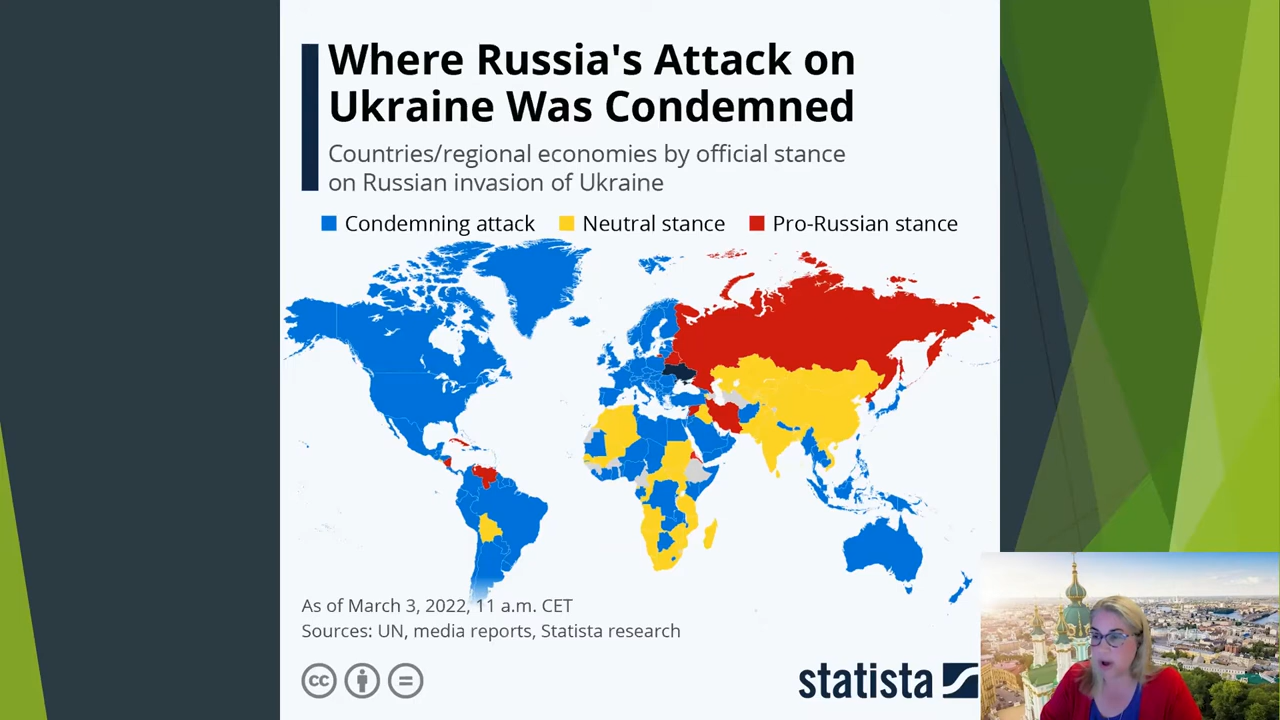 Where Russia's Attack on
Ukraine Was Condemned
Countries/regional economies by official stance
on Russian invasion of Ukraine
Condemning attack Neutral stance Pro-Russian stance
As of March 3, 2022, 11 a.m. CET
Sources: UN, media reports, Statista research
cc
statista